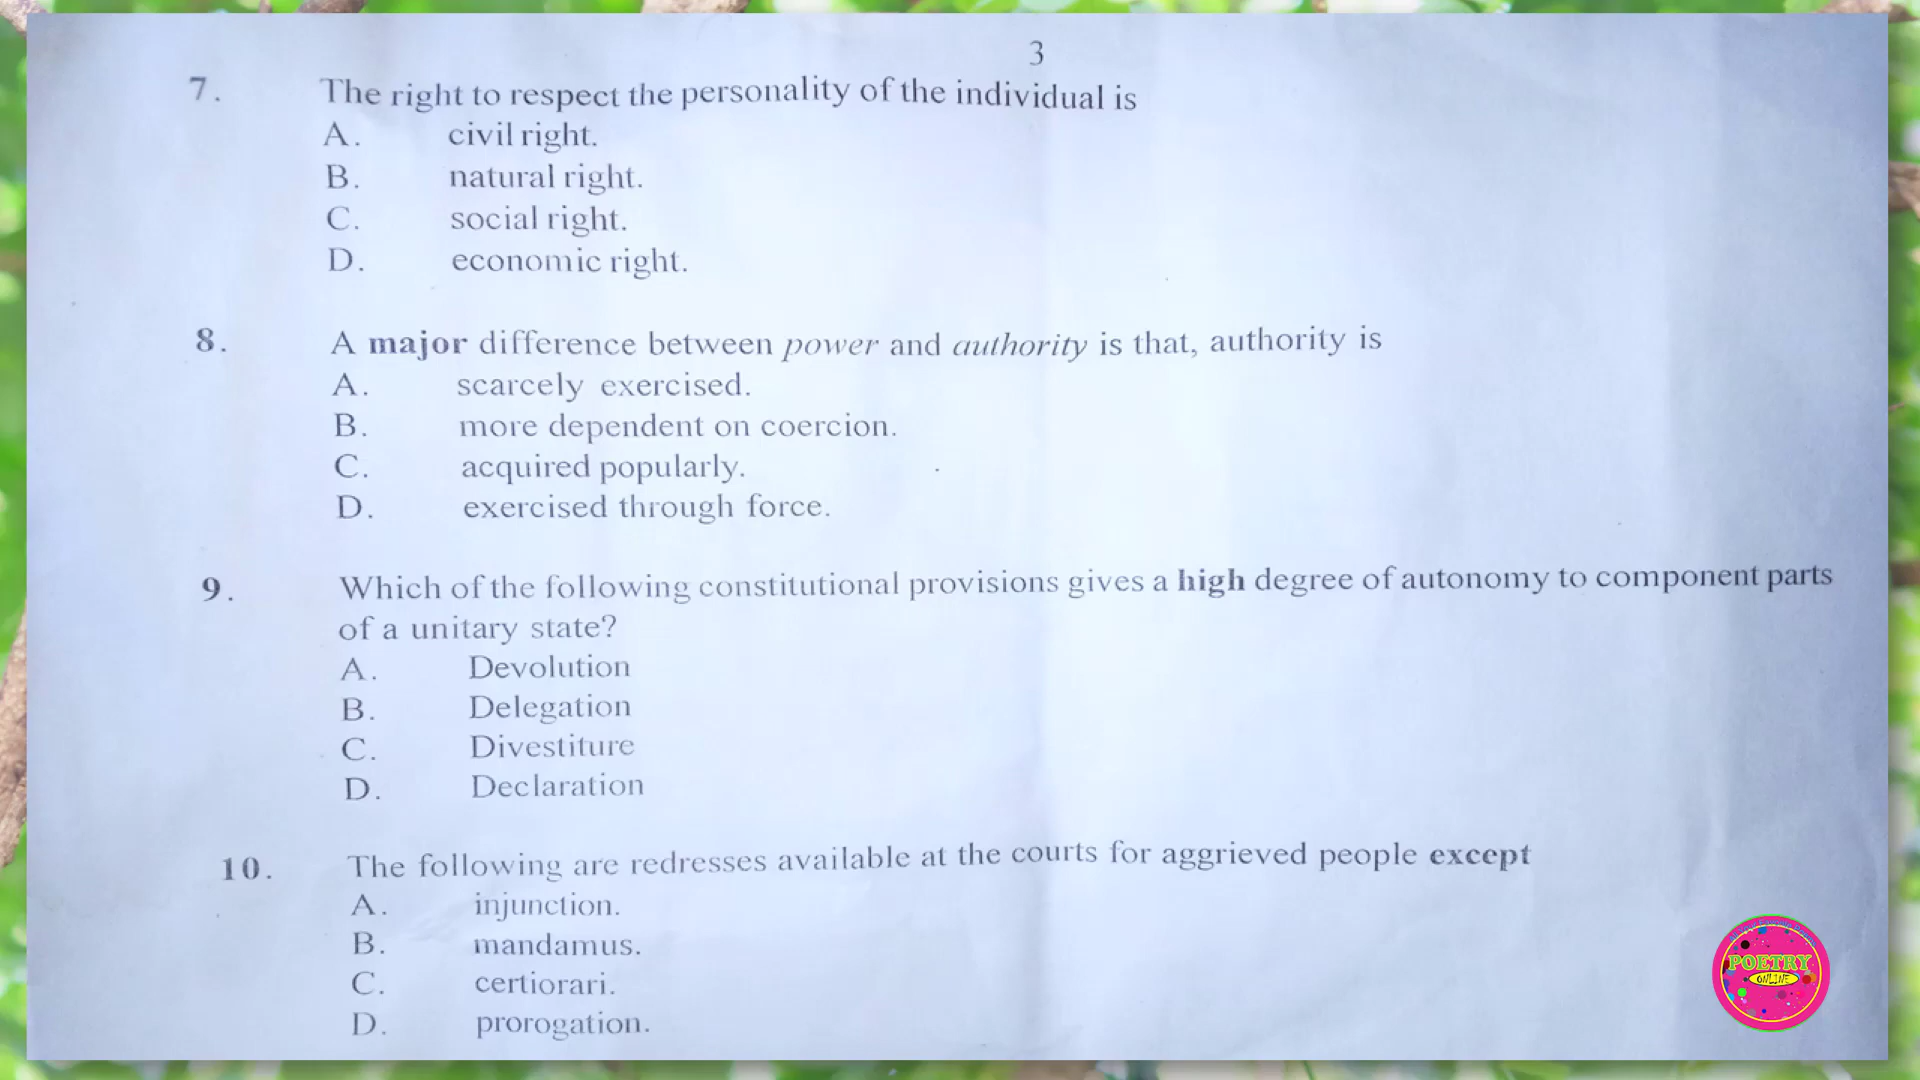 3
7. The right to respect the personality of the individual is
A. civil right.
B. natural right.
C. social right.
D. economic right.
8. A major difference between power and authority is that, authority is
A. scarcely exercised.
B. more dependent on coercion.
C. acquired popularly.
D. exercised through force.
9. Which of the following constitutional provisions gives a high degree of autonomy to component parts
of a unitary state?
A. Devolution
B. Delegation
C. Divestiture
D. Declaration
10. The following are redresses available at the courts for aggrieved people except
A. injunction.
B. mandamus.
C. certiorari.
D. prorogation.
POETRY
ONLINE